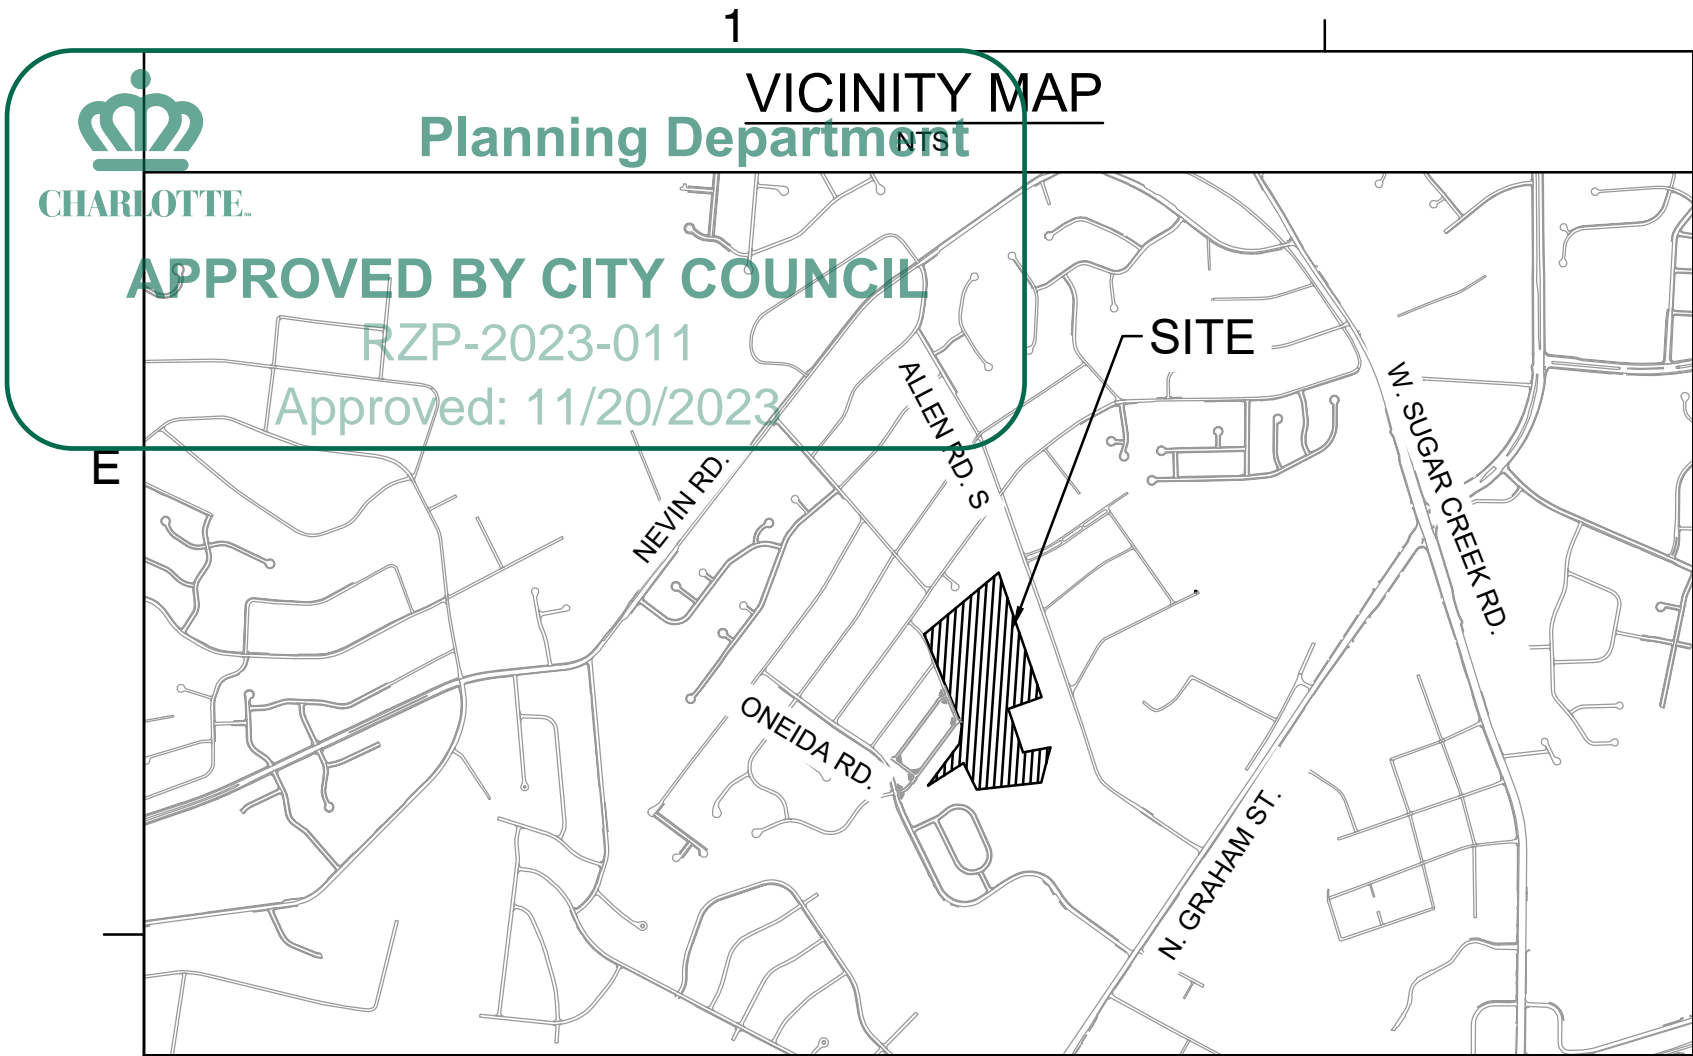 1
VICINITY MAP
NTS
Planning Department
CHARLOTTE™
APPROVED BY CITY COUNCIL
RZP-2023-011
Approved: 11/20/2023
E
SITE
ALLEN RD. S
W. SUGAR CREEK RD.
NEVIN RD.
ONEIDA RD.
N. GRAHAM ST.